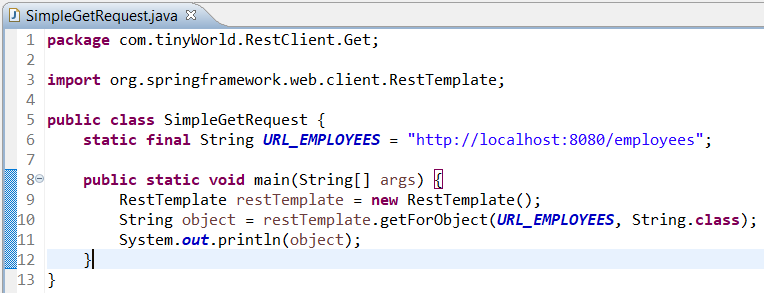 SimpleGetRequest.java
1 package com.tinyWorld.RestClient.Get;
2
3 import org.springframework.web.client.RestTemplate;
4
5 public class SimpleGetRequest {
6     static final String URL_EMPLOYEES = "http://localhost:8080/employees";
7
8     public static void main(String[] args) {
9         RestTemplate restTemplate = new RestTemplate();
10         String object = restTemplate.getForObject(URL_EMPLOYEES, String.class);
11         System.out.println(object);
12     }
13 }